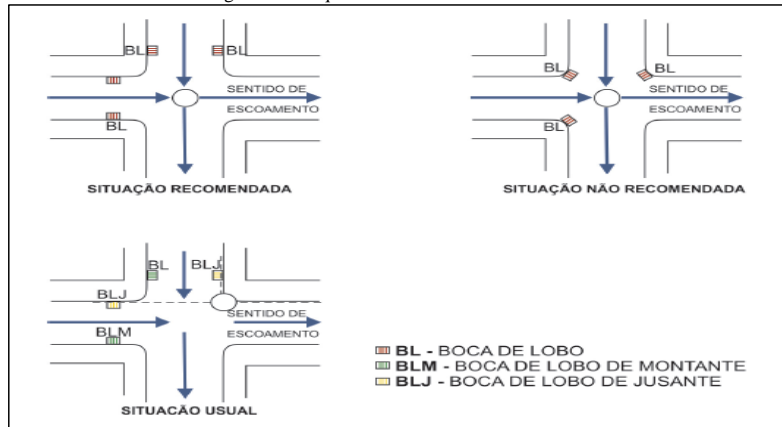 BL
BL
SENTIDO DE
ESCOAMENTO
BL
SITUAÇÃO RECOMENDADA
BL
BL
SENTIDO DE
ESCOAMENTO
BL
SITUAÇÃO NÃO RECOMENDADA
BL
BLJ
BLJ
SENTIDO DE
BLM
ESCOAMENTO
SITUACÃO USUAL
BL - BOCA DE LOBO
BLM - BOCA DE LOBO DE MONTANTE
BLJ - BOCA DE LOBO DE JUSANTE